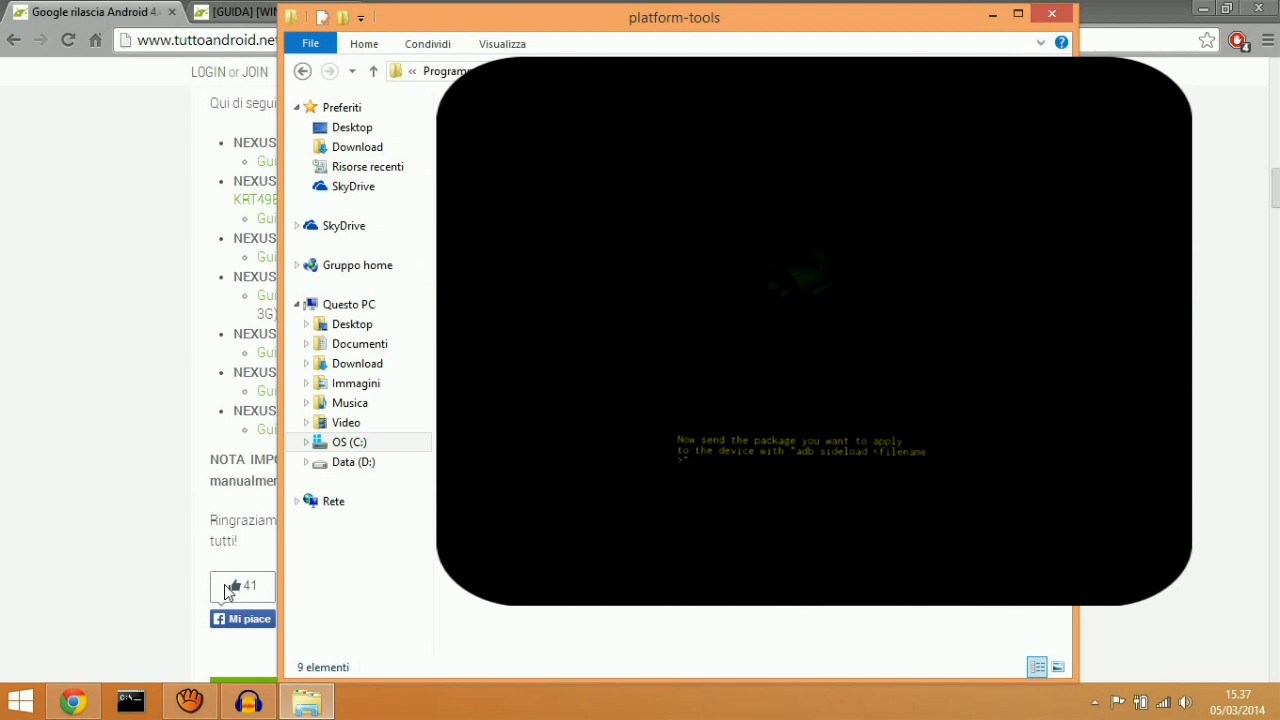 Google rilascia Android 4.
[GUIDA] [WIN
platform-tools
www.tuttoandroid.net
File
Home
Condividi
Visualizza
LOGIN or JOIN
« Programm
Qui di segui
Preferiti
Desktop
Download
Risorse recenti
SkyDrive
SkyDrive
Gruppo home
Questo PC
Desktop
Documenti
Download
Immagini
Musica
Video
OS (C:)
Data (D:)
Rete
NEXUS
Gui
NEXUS
KRT49E
Gui
NEXUS
Gui
NEXUS
Gui
3G)
NEXUS
Gui
NEXUS
Gui
NEXUS
Gui
NOTA IMPO
manualmen
Ringraziam
tutti!
41
Mi piace
Now send the package you want to apply
to the device with "adb sideload <filename
>"
9 elementi
15.37
05/03/2014